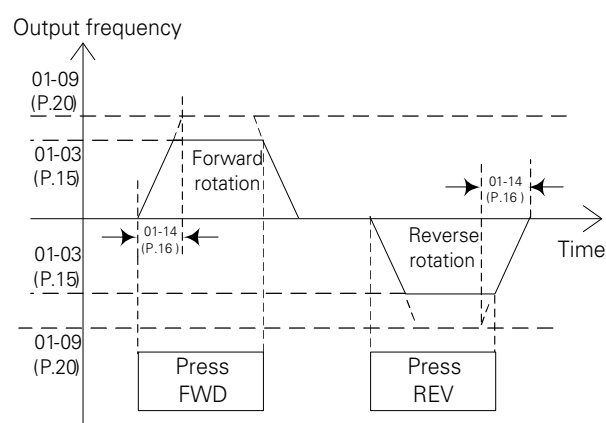 Output frequency
01-09
(P.20)
01-03
(P.15)
Forward
rotation
01-14
(P.16)
01-14
(P.16)
Reverse
rotation
Time
01-03
(P.15)
01-09
(P.20)
Press
FWD
Press
REV